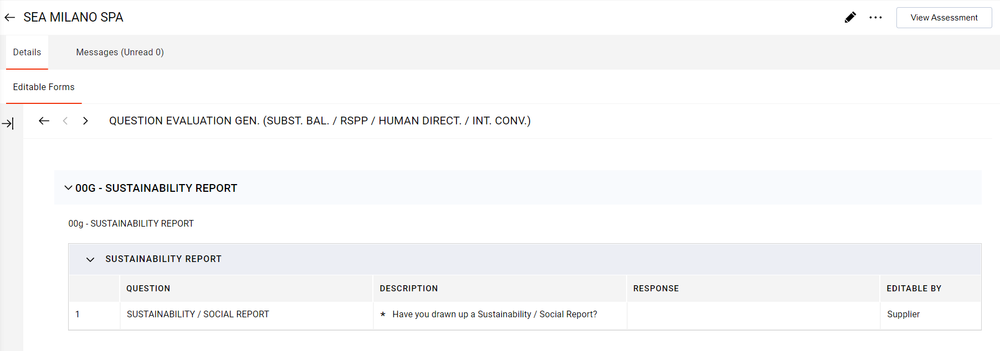 SEA MILANO SPA
View Assessment
Details
Messages (Unread 0)
Editable Forms
QUESTION EVALUATION GEN. (SUBST. BAL. / RSPP / HUMAN DIRECT. / INT. CONV.)
00G - SUSTAINABILITY REPORT
00g - SUSTAINABILITY REPORT
SUSTAINABILITY REPORT
QUESTION DESCRIPTION RESPONSE EDITABLE BY
1 SUSTAINABILITY / SOCIAL REPORT * Have you drawn up a Sustainability / Social Report? Supplier